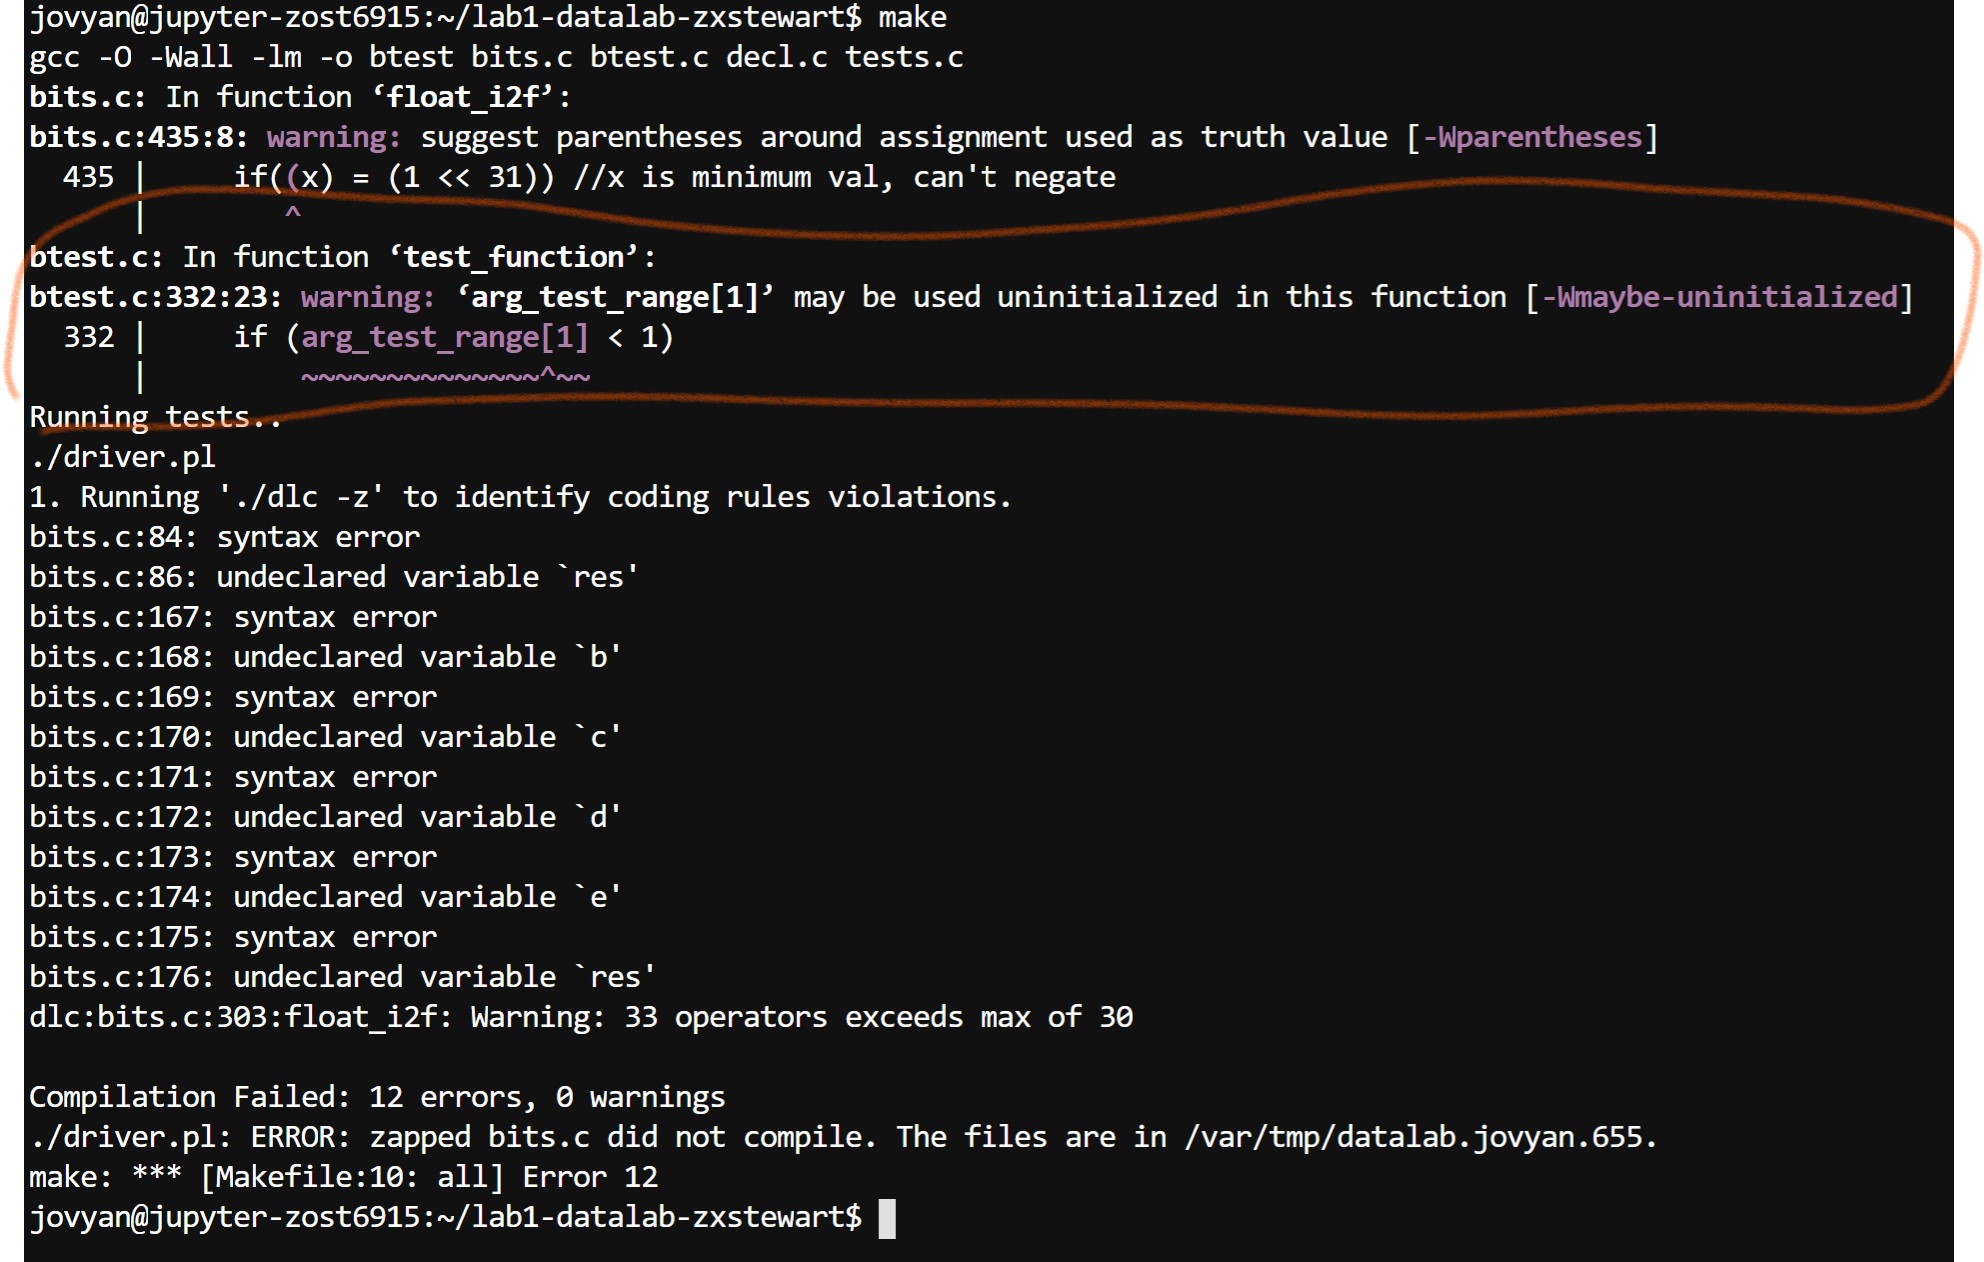 jovyan@jupyter-zost6915:~/lab1-datalab-zxstewart$ make
gcc -O -Wall -lm -o btest bits.c btest.c decl.c tests.c
bits.c: In function ‘float_i2f’:
bits.c:435:8: warning: suggest parentheses around assignment used as truth value [-Wparentheses]
  435 |     if((x) = (1 << 31)) //x is minimum val, can't negate
      |        ^
btest.c: In function ‘test_function’:
btest.c:332:23: warning: ‘arg_test_range[1]’ may be used uninitialized in this function [-Wmaybe-uninitialized]
  332 |     if (arg_test_range[1] < 1)
      |         ~~~~~~~~~~~~~~^~~
Running tests..
./driver.pl
1. Running './dlc -z' to identify coding rules violations.
bits.c:84: syntax error
bits.c:86: undeclared variable `res'
bits.c:167: syntax error
bits.c:168: undeclared variable `b'
bits.c:169: syntax error
bits.c:170: undeclared variable `c'
bits.c:171: syntax error
bits.c:172: undeclared variable `d'
bits.c:173: syntax error
bits.c:174: undeclared variable `e'
bits.c:175: syntax error
bits.c:176: undeclared variable `res'
dlc:bits.c:303:float_i2f: Warning: 33 operators exceeds max of 30
Compilation Failed: 12 errors, 0 warnings
./driver.pl: ERROR: zapped bits.c did not compile. The files are in /var/tmp/datalab.jovyan.655.
make: *** [Makefile:10: all] Error 12
jovyan@jupyter-zost6915:~/lab1-datalab-zxstewart$